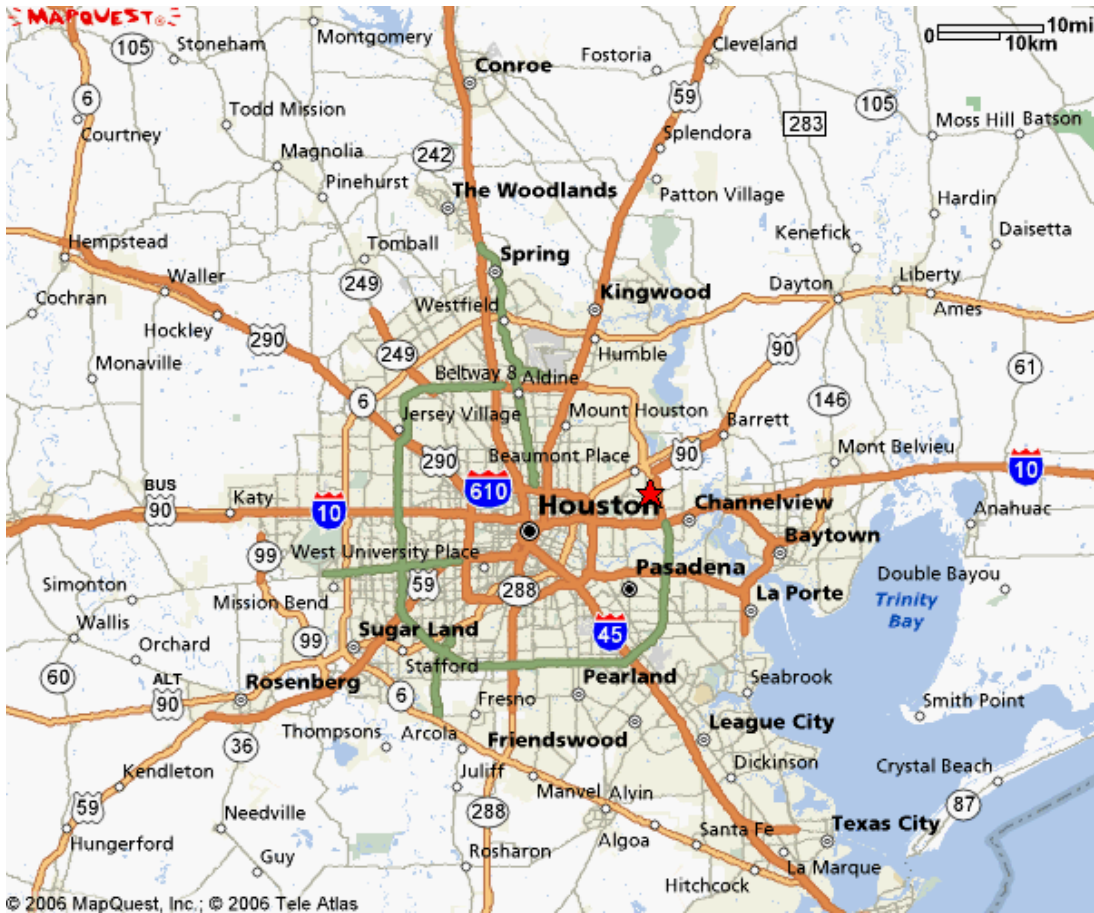 MAPQUEST
10mi
0
10km
Montgomery
105
Stoneham
Conroe
Fostoria
Cleveland
6
59
105
Courtney
Todd Mission
283
Moss Hill
Batson
Splendora
242
Magnolia
Pinehurst
The Woodlands
Patton Village
Hardin
Hempstead
Tomball
Spring
Kenefick
Daisetta
Waller
249
Westfield
Kingwood
Dayton
Liberty
Ames
Cochran
Hockley
290
249
Humble
90
61
Monaville
Beltway 8
Aldine
6
146
Jersey Village
Mount Houston
Barrett
290
Beaumont Place
90
Mont Belvieu
BUS
90
Katy
10
610
Houston
Channelview
10
Anahuac
99
West University Place
Baytown
Simonton
59
288
Pasadena
Double Bayou
Mission Bend
La Porte
Trinity
Bay
Wallis
Orchard
99
Sugar Land
45
60
ALT
90
Rosenberg
Stafford
6
Fresno
Pearland
Seabrook
Smith Point
36
Thompsons
Arcola
Friendswood
League City
Kendleton
Juliff
Dickinson
Crystal Beach
59
Needville
288
Manvel
Alvin
87
Hungerford
Algoa
Santa Fe
Texas City
Guy
Rosharon
La Marque
Hitchcock
© 2006 MapQuest, Inc.; © 2006 Tele Atlas